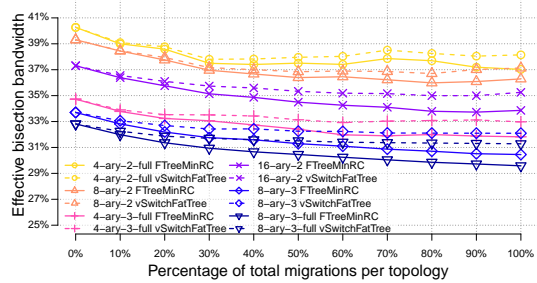 41%
39%
37%
35%
33%
31%
29%
27%
25%
Effective bisection bandwidth
4-ary-2-full FTreeMinRC
4-ary-2-full vSwitchFatTree
8-ary-2 FTreeMinRC
8-ary-2 vSwitchFatTree
4-ary-3-full FTreeMinRC
4-ary-3-full vSwitchFatTree
16-ary-2 FTreeMinRC
16-ary-2 vSwitchFatTree
8-ary-3 FTreeMinRC
8-ary-3 vSwitchFatTree
8-ary-3-full FTreeMinRC
8-ary-3-full vSwitchFatTree
0% 10% 20% 30% 40% 50% 60% 70% 80% 90% 100%
Percentage of total migrations per topology